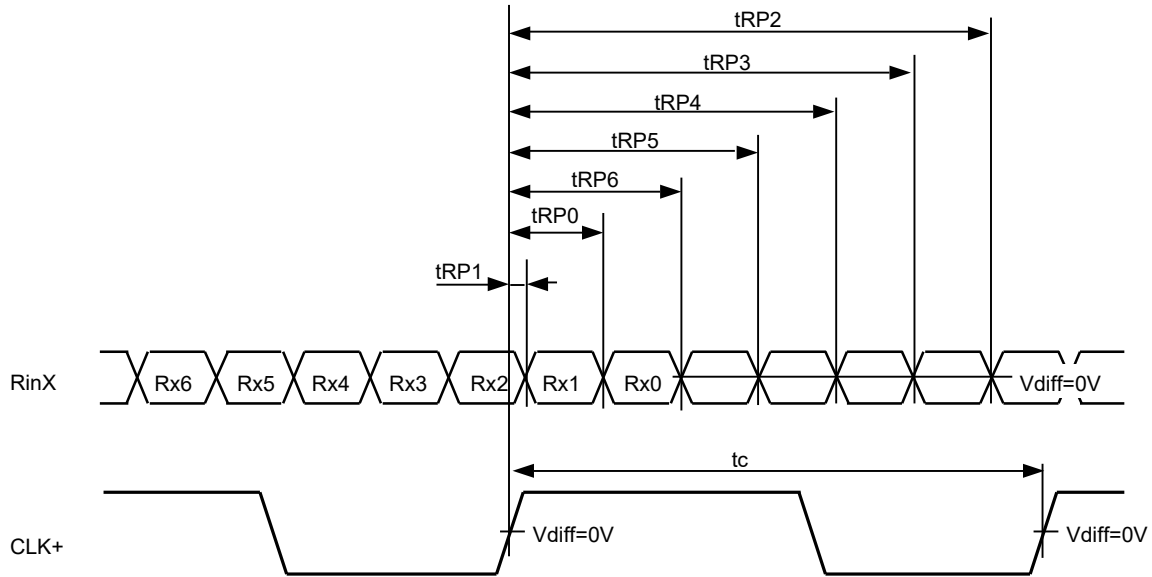 tRP2
tRP3
tRP4
tRP5
tRP6
tRP0
tRP1
RinX Rx6 Rx5 Rx4 Rx3 Rx2 Rx1 Rx0 Vdiff=0V
tc
CLK+ Vdiff=0V Vdiff=0V